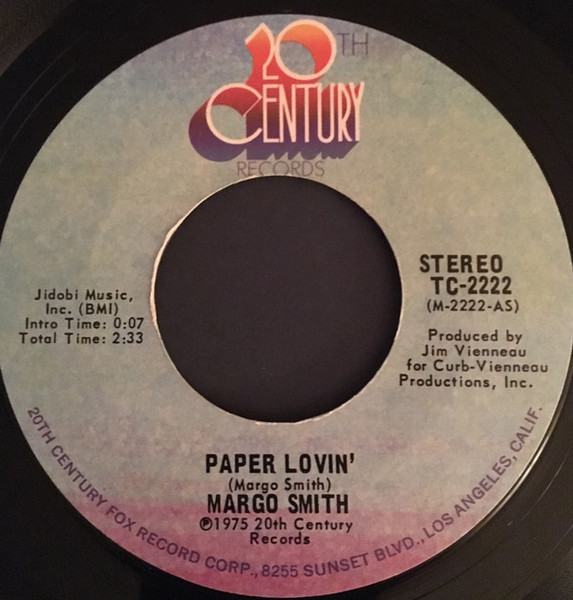 20TH
CENTURY
RECORDS
STEREO
TC-2222
(M-2222-AS)
Jidobi Music,
Inc. (BMI)
Intro Time: 0:07
Total Time: 2:33
Produced by
Jim Vienneau
for Curb-Vienneau
Productions, Inc.
PAPER LOVIN'
(Margo Smith)
MARGO SMITH
℗1975 20th Century
Records
20TH CENTURY FOX RECORD CORP., 8255 SUNSET BLVD., LOS ANGELES, CALIF.